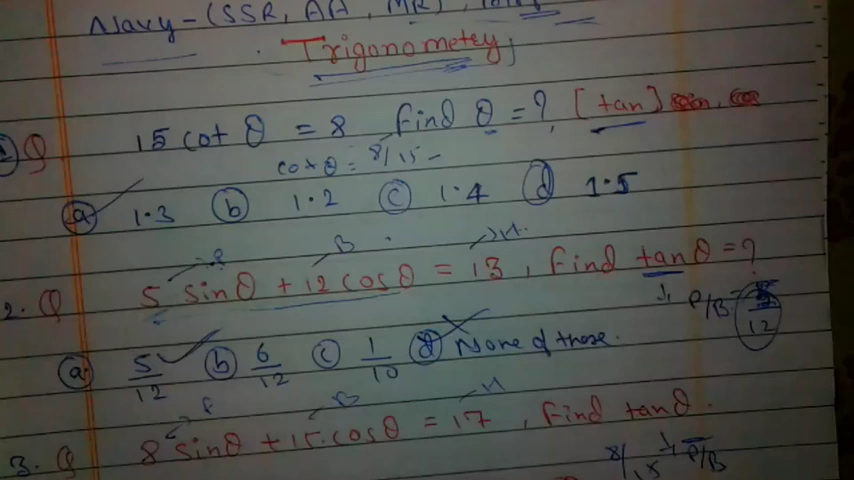 Navy - (SSR, AA, MR),
Trigonometry
Q 15 cot θ = 8 find θ = ? [tan]
cot θ = 8/15
(a) 1.3 (b) 1.2 (c) 1.4 (d) 1.5
B H
2. Q 5 sinθ + 12 cosθ = 13, find tanθ = ?
P/B = 5/12
(a) 5/12 (b) 6/12 (c) 1/10 (d) None of these.
P B H
3. Q 8 sinθ + 15 cosθ = 17, find tanθ.
8/15 P/B